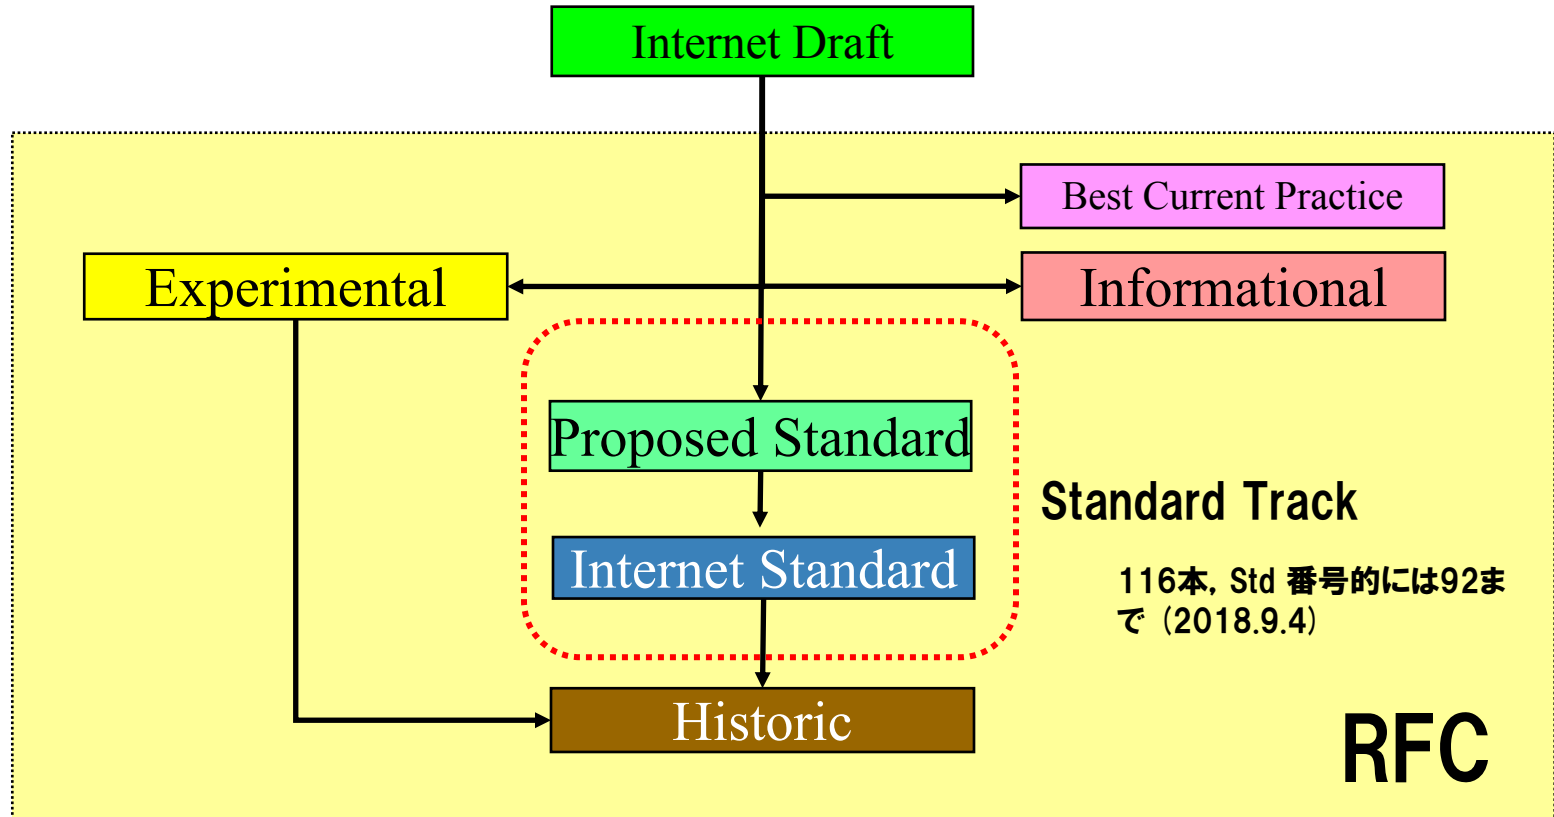 Internet Draft
Best Current Practice
Experimental
Informational
Proposed Standard
Standard Track
Internet Standard
116本, Std 番号的には92ま
で (2018.9.4)
Historic
RFC